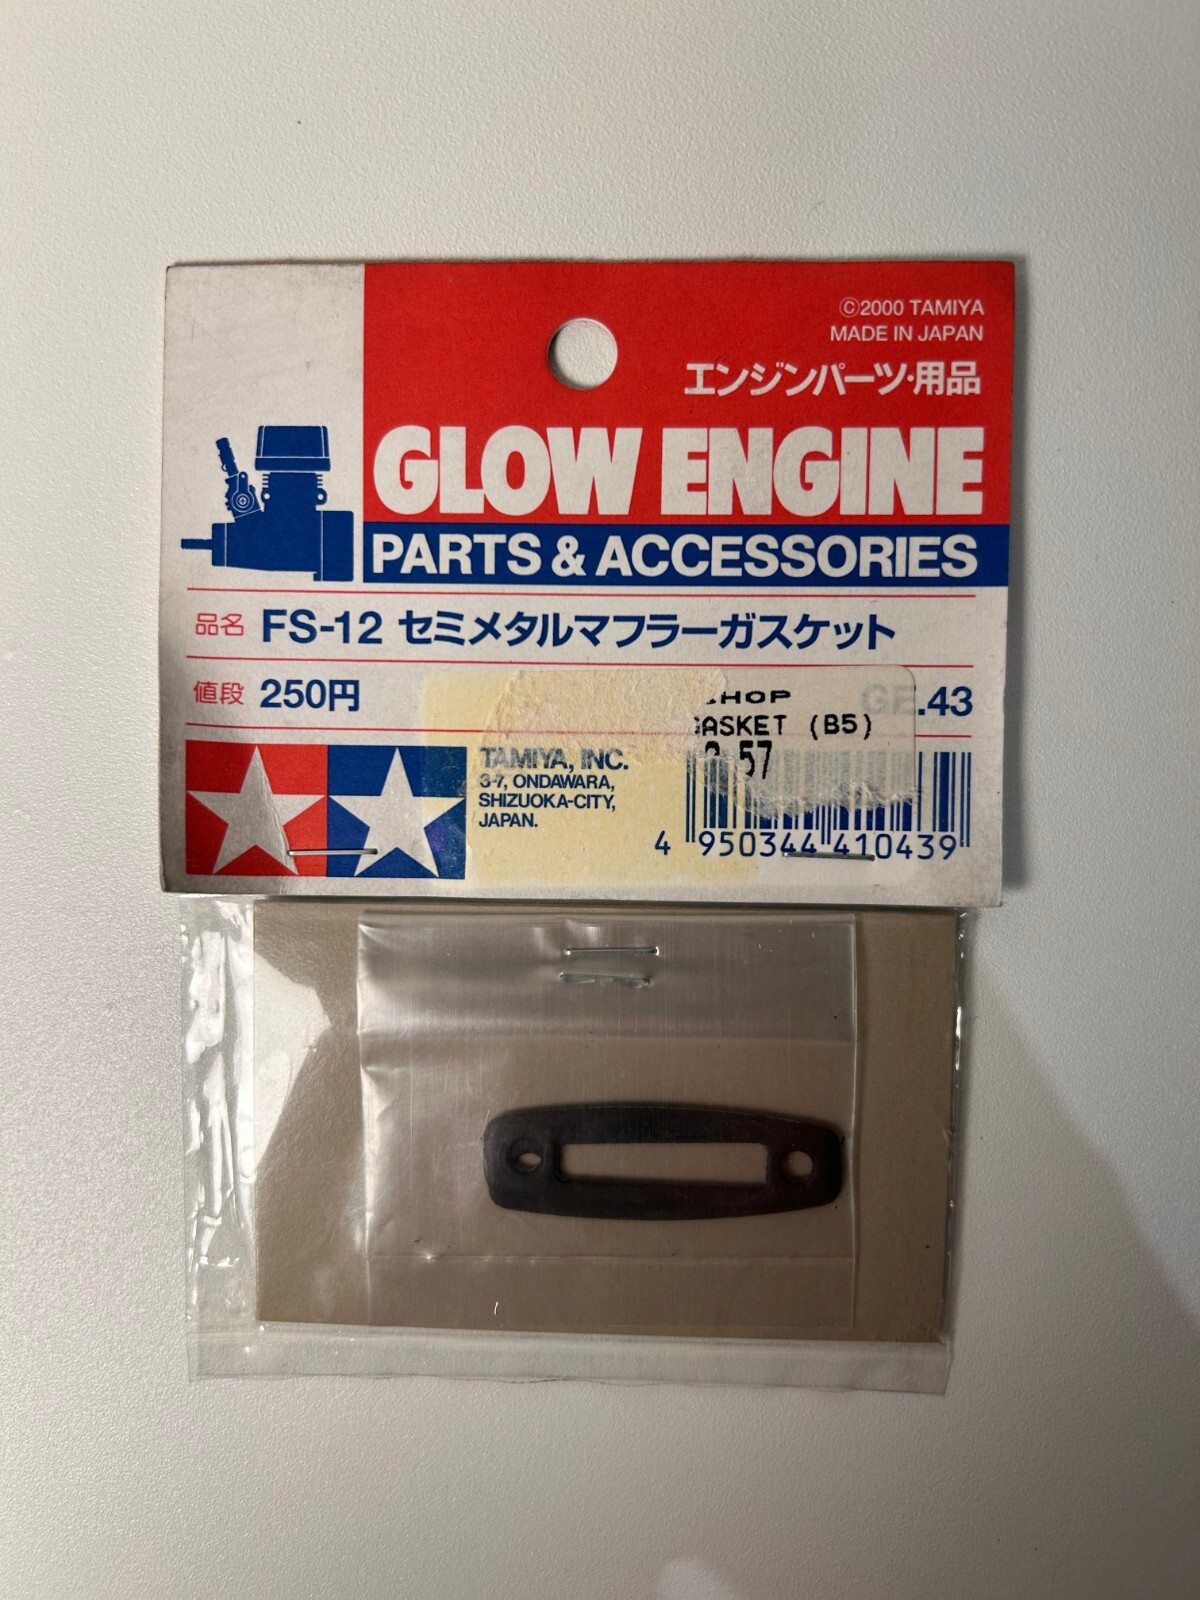 ©2000 TAMIYA
MADE IN JAPAN
エンジンパーツ・用品
GLOW ENGINE
PARTS & ACCESSORIES
品名 FS-12 セミメタルマフラーガスケット
値段 250円
GE.43
(B5)
TAMIYA, INC.
3-7, ONDAWARA,
SHIZUOKA-CITY,
JAPAN.
4 950344 410439